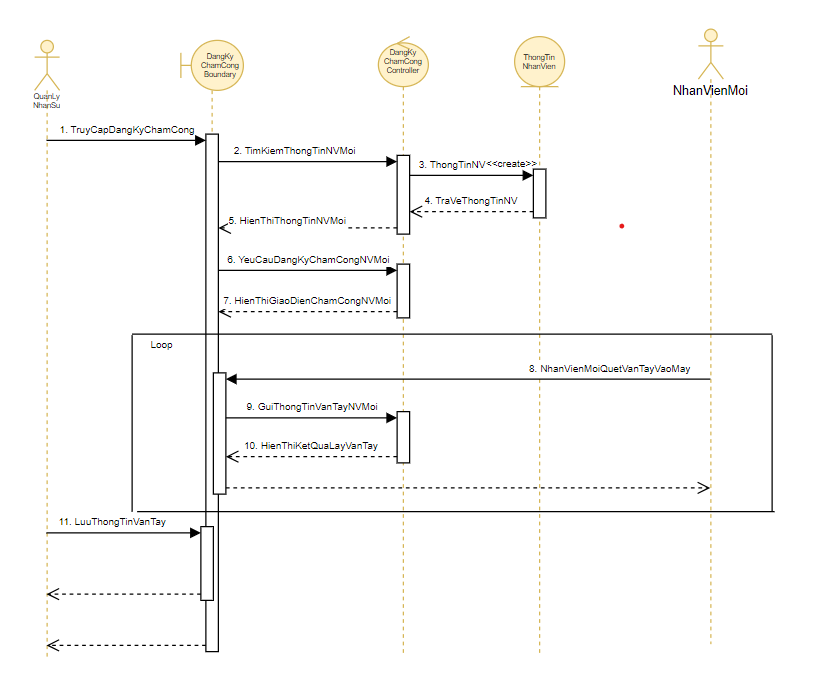 DangKy
ChamCong
Boundary
DangKy
ChamCong
Controller
ThongTin
NhanVien
QuanLy
NhanSu
NhanVienMoi
1. TruyCapDangKyChamCong
2. TimKiemThongTinNVMoi
3. ThongTinNV<<create>>
4. TraVeThongTinNV
5. HienThiThongTinNVMoi
6. YeuCauDangKyChamCongNVMoi
7. HienThiGiaoDienChamCongNVMoi
Loop
8. NhanVienMoiQuetVanTayVaoMay
9. GuiThongTinVanTayNVMoi
10. HienThiKetQuaLayVanTay
11. LuuThongTinVanTay